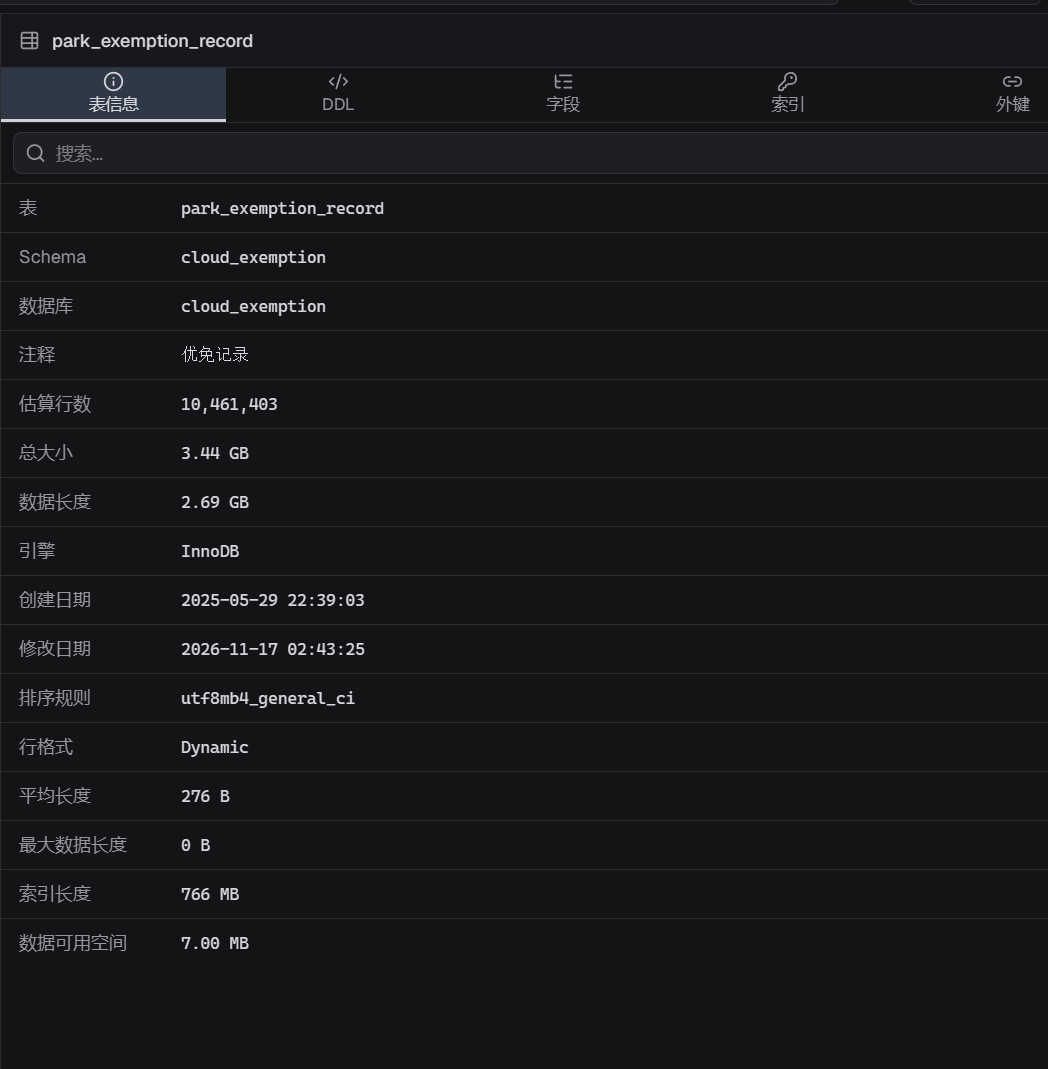 park_exemption_record
表信息
DDL
字段
索引
外键
搜索...
表 park_exemption_record
Schema cloud_exemption
数据库 cloud_exemption
注释 优免记录
估算行数 10,461,403
总大小 3.44 GB
数据长度 2.69 GB
引擎 InnoDB
创建日期 2025-05-29 22:39:03
修改日期 2026-11-17 02:43:25
排序规则 utf8mb4_general_ci
行格式 Dynamic
平均长度 276 B
最大数据长度 0 B
索引长度 766 MB
数据可用空间 7.00 MB